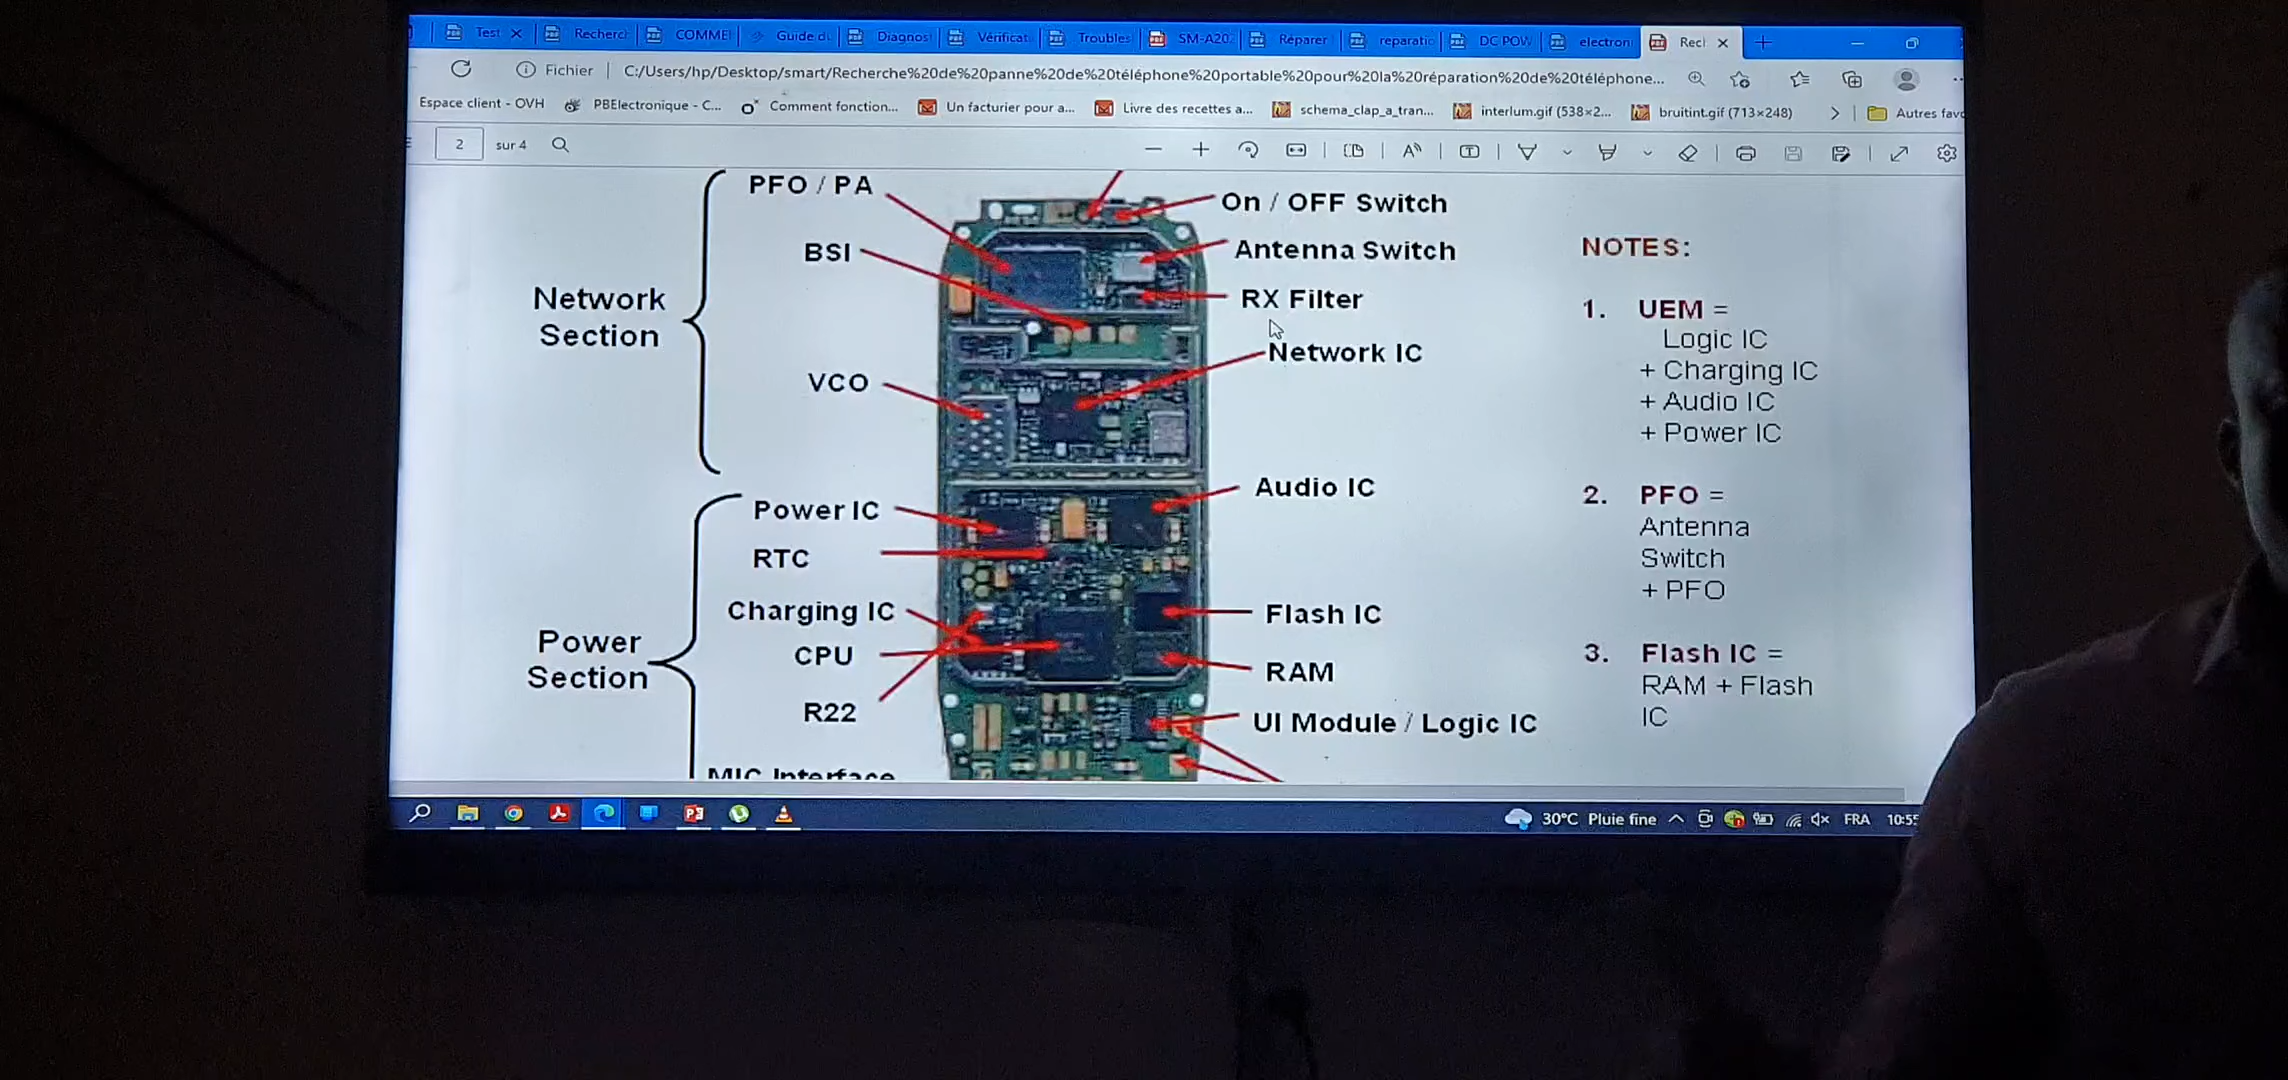 Test
Recherc
COMME
Guide d
Diagnos
Vérificat
Troubles
SM-A20
Réparer
reparatio
DC POW
electron
Recl
Fichier
C:/Users/hp/Desktop/smart/Recherche%20de%20panne%20de%20téléphone%20portable%20pour%20la%20réparation%20de%20téléphone...
Espace client - OVH
PBElectronique - C...
Comment fonction...
Un facturier pour a...
Livre des recettes a...
schema_clap_a_tran...
interlum.gif (538×2...
bruitint.gif (713×248)
Autres favo
2
sur 4
PFO / PA
On / OFF Switch
BSI
Antenna Switch
RX Filter
Network
Section
Network IC
VCO
Audio IC
Power IC
RTC
Charging IC
Flash IC
CPU
Power
Section
RAM
R22
UI Module / Logic IC
MIC Interface
NOTES:
1. UEM =
Logic IC
+ Charging IC
+ Audio IC
+ Power IC
2. PFO =
Antenna
Switch
+ PFO
3. Flash IC =
RAM + Flash
IC
30°C Pluie fine
FRA
10:55